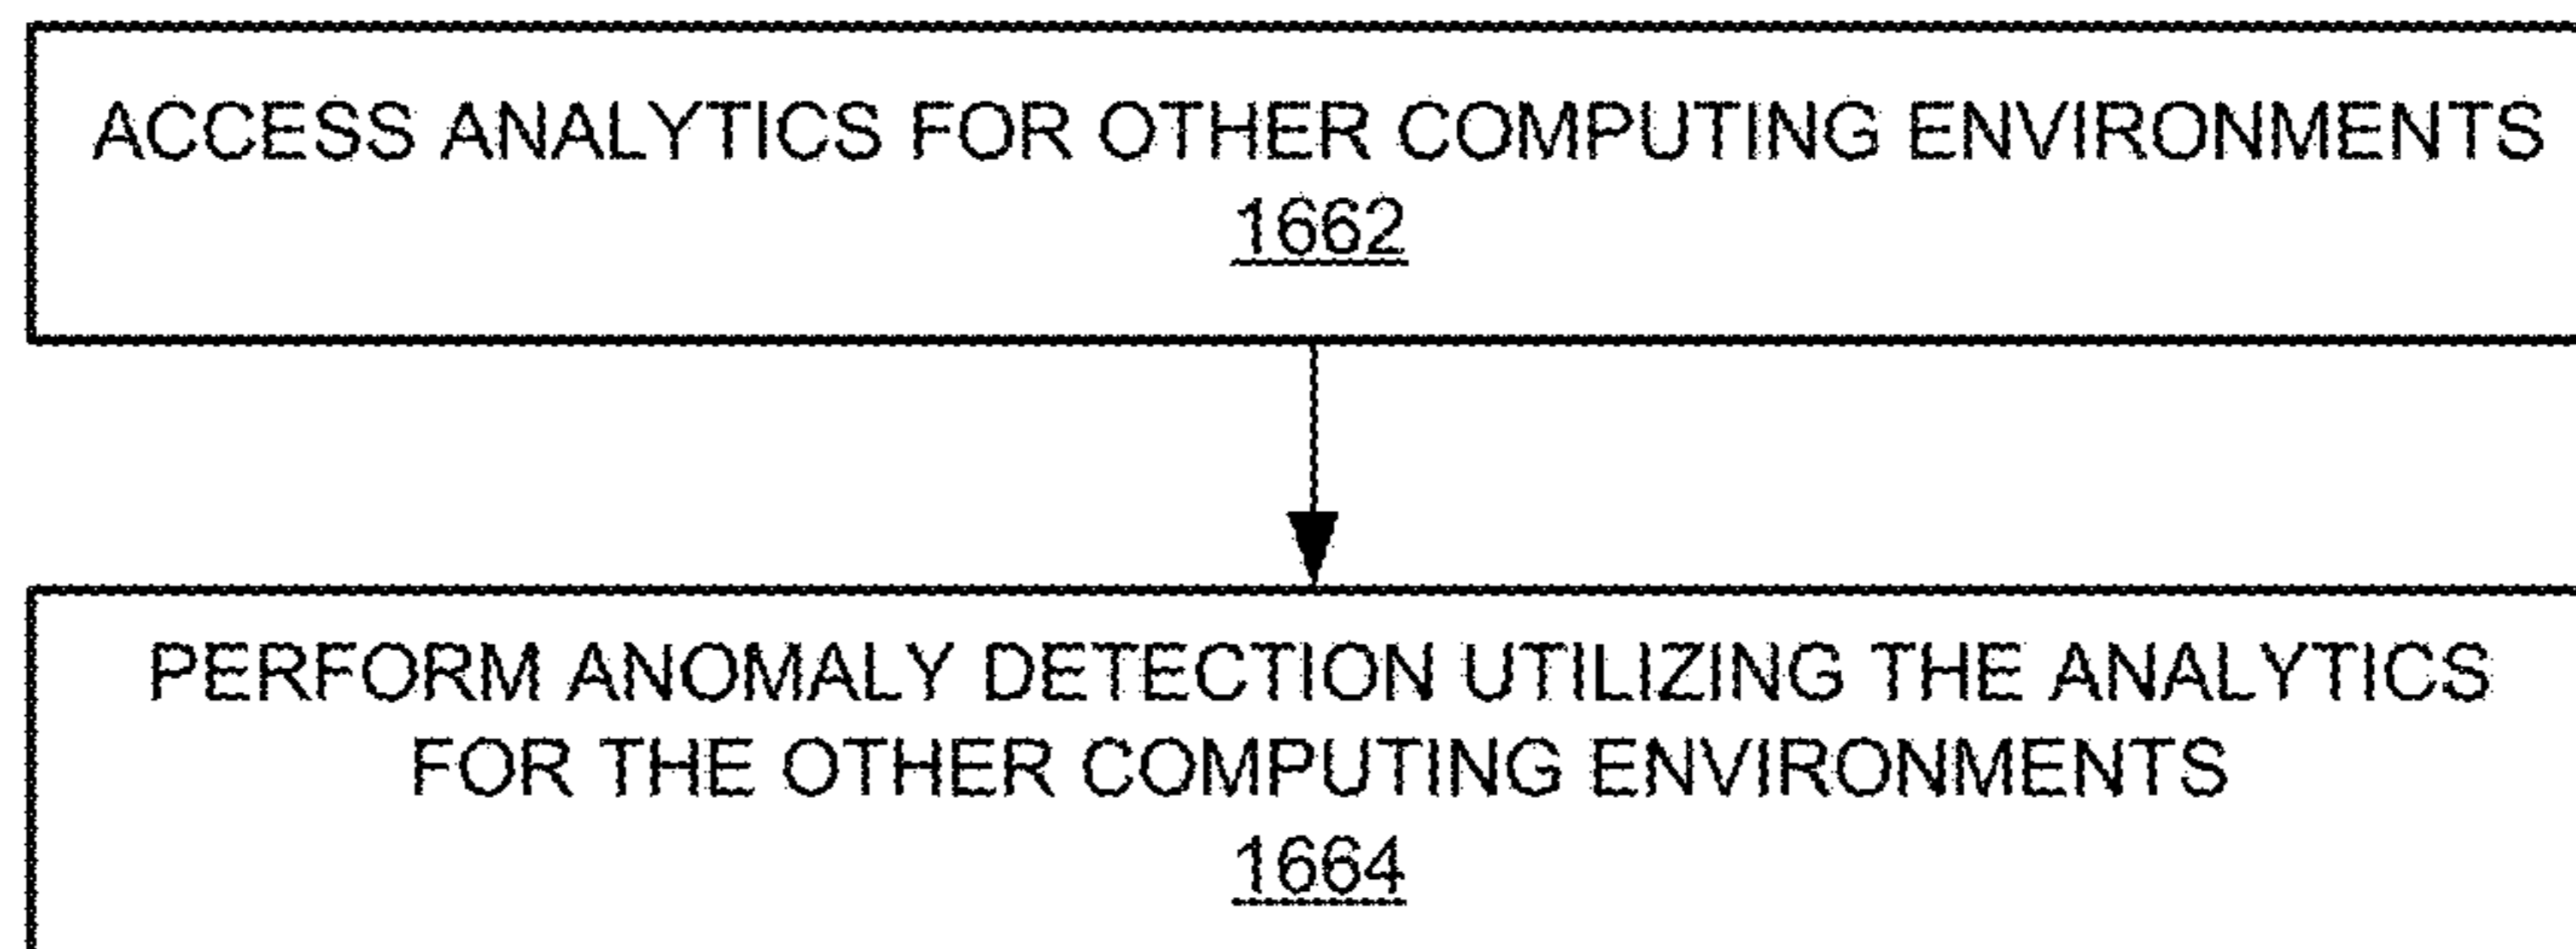 ACCESS ANALYTICS FOR OTHER COMPUTING ENVIRONMENTS
1662
PERFORM ANOMALY DETECTION UTILIZING THE ANALYTICS
FOR THE OTHER COMPUTING ENVIRONMENTS
1664